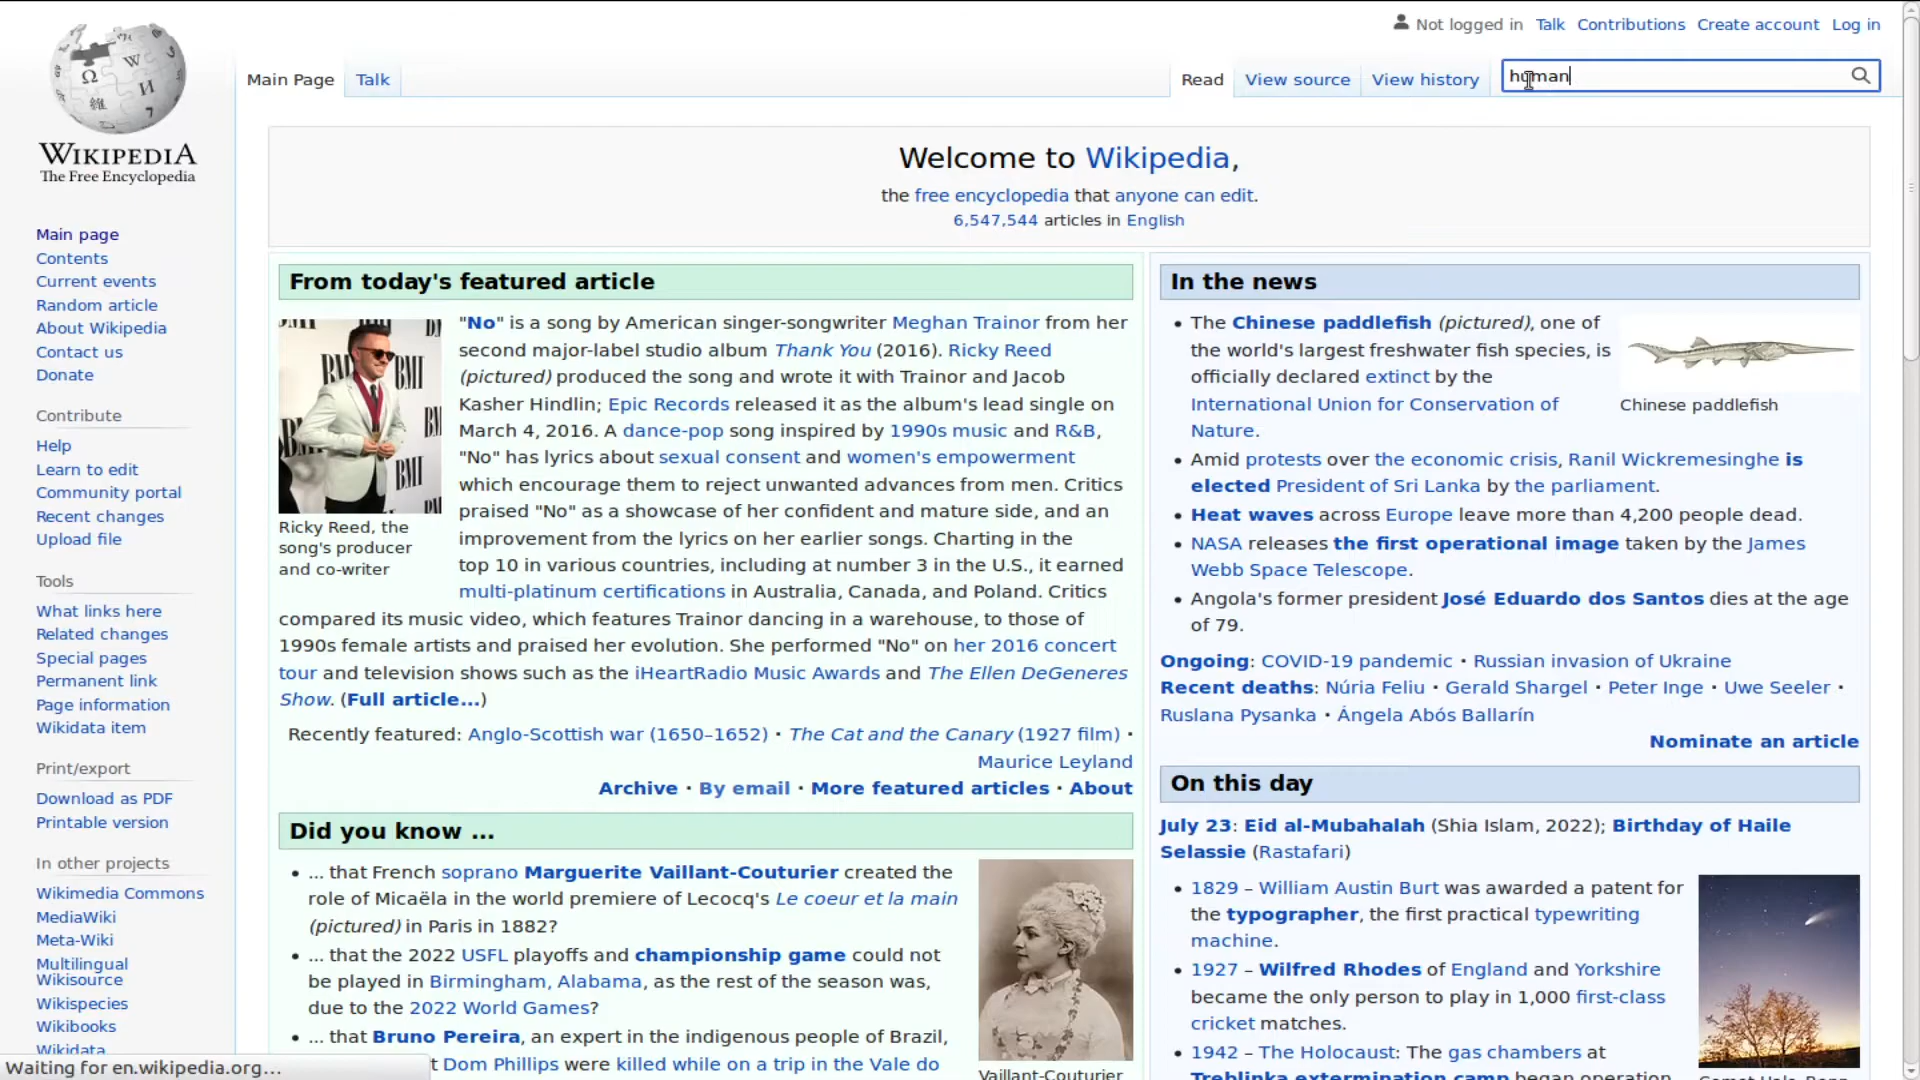 Not logged in Talk Contributions Create account Log in
Main Page Talk Read View source View history human
WIKIPEDIA
The Free Encyclopedia
Main page
Contents
Current events
Random article
About Wikipedia
Contact us
Donate
Contribute
Help
Learn to edit
Community portal
Recent changes
Upload file
Tools
What links here
Related changes
Special pages
Permanent link
Page information
Wikidata item
Print/export
Download as PDF
Printable version
In other projects
Wikimedia Commons
MediaWiki
Meta-Wiki
Multilingual
Wikisource
Wikispecies
Wikibooks
Wikidata
Waiting for en.wikipedia.org...
Welcome to Wikipedia,
the free encyclopedia that anyone can edit.
6,547,544 articles in English
From today's featured article
BMI
"No" is a song by American singer-songwriter Meghan Trainor from her
second major-label studio album Thank You (2016). Ricky Reed
(pictured) produced the song and wrote it with Trainor and Jacob
Kasher Hindlin; Epic Records released it as the album's lead single on
March 4, 2016. A dance-pop song inspired by 1990s music and R&B,
"No" has lyrics about sexual consent and women's empowerment
which encourage them to reject unwanted advances from men. Critics
praised "No" as a showcase of her confident and mature side, and an
improvement from the lyrics on her earlier songs. Charting in the
top 10 in various countries, including at number 3 in the U.S., it earned
multi-platinum certifications in Australia, Canada, and Poland. Critics
compared its music video, which features Trainor dancing in a warehouse, to those of
1990s female artists and praised her evolution. She performed "No" on her 2016 concert
tour and television shows such as the iHeartRadio Music Awards and The Ellen DeGeneres
Show. (Full article...)
Ricky Reed, the
song's producer
and co-writer
Recently featured: Anglo-Scottish war (1650–1652) · The Cat and the Canary (1927 film) ·
Maurice Leyland
Archive · By email · More featured articles · About
Did you know ...
... that French soprano Marguerite Vaillant-Couturier created the
role of Micaëla in the world premiere of Lecocq's Le coeur et la main
(pictured) in Paris in 1882?
... that the 2022 USFL playoffs and championship game could not
be played in Birmingham, Alabama, as the rest of the season was,
due to the 2022 World Games?
... that Bruno Pereira, an expert in the indigenous people of Brazil,
t Dom Phillips were killed while on a trip in the Vale do
Vaillant-Couturier
In the news
The Chinese paddlefish (pictured), one of
the world's largest freshwater fish species, is
officially declared extinct by the
International Union for Conservation of
Nature.
Chinese paddlefish
Amid protests over the economic crisis, Ranil Wickremesinghe is
elected President of Sri Lanka by the parliament.
Heat waves across Europe leave more than 4,200 people dead.
NASA releases the first operational image taken by the James
Webb Space Telescope.
Angola's former president José Eduardo dos Santos dies at the age
of 79.
Ongoing: COVID-19 pandemic · Russian invasion of Ukraine
Recent deaths: Núria Feliu · Gerald Shargel · Peter Inge · Uwe Seeler ·
Ruslana Pysanka · Ángela Abós Ballarín
Nominate an article
On this day
July 23: Eid al-Mubahalah (Shia Islam, 2022); Birthday of Haile
Selassie (Rastafari)
1829 – William Austin Burt was awarded a patent for
the typographer, the first practical typewriting
machine.
1927 – Wilfred Rhodes of England and Yorkshire
became the only person to play in 1,000 first-class
cricket matches.
1942 – The Holocaust: The gas chambers at
Treblinka extermination camp began operation